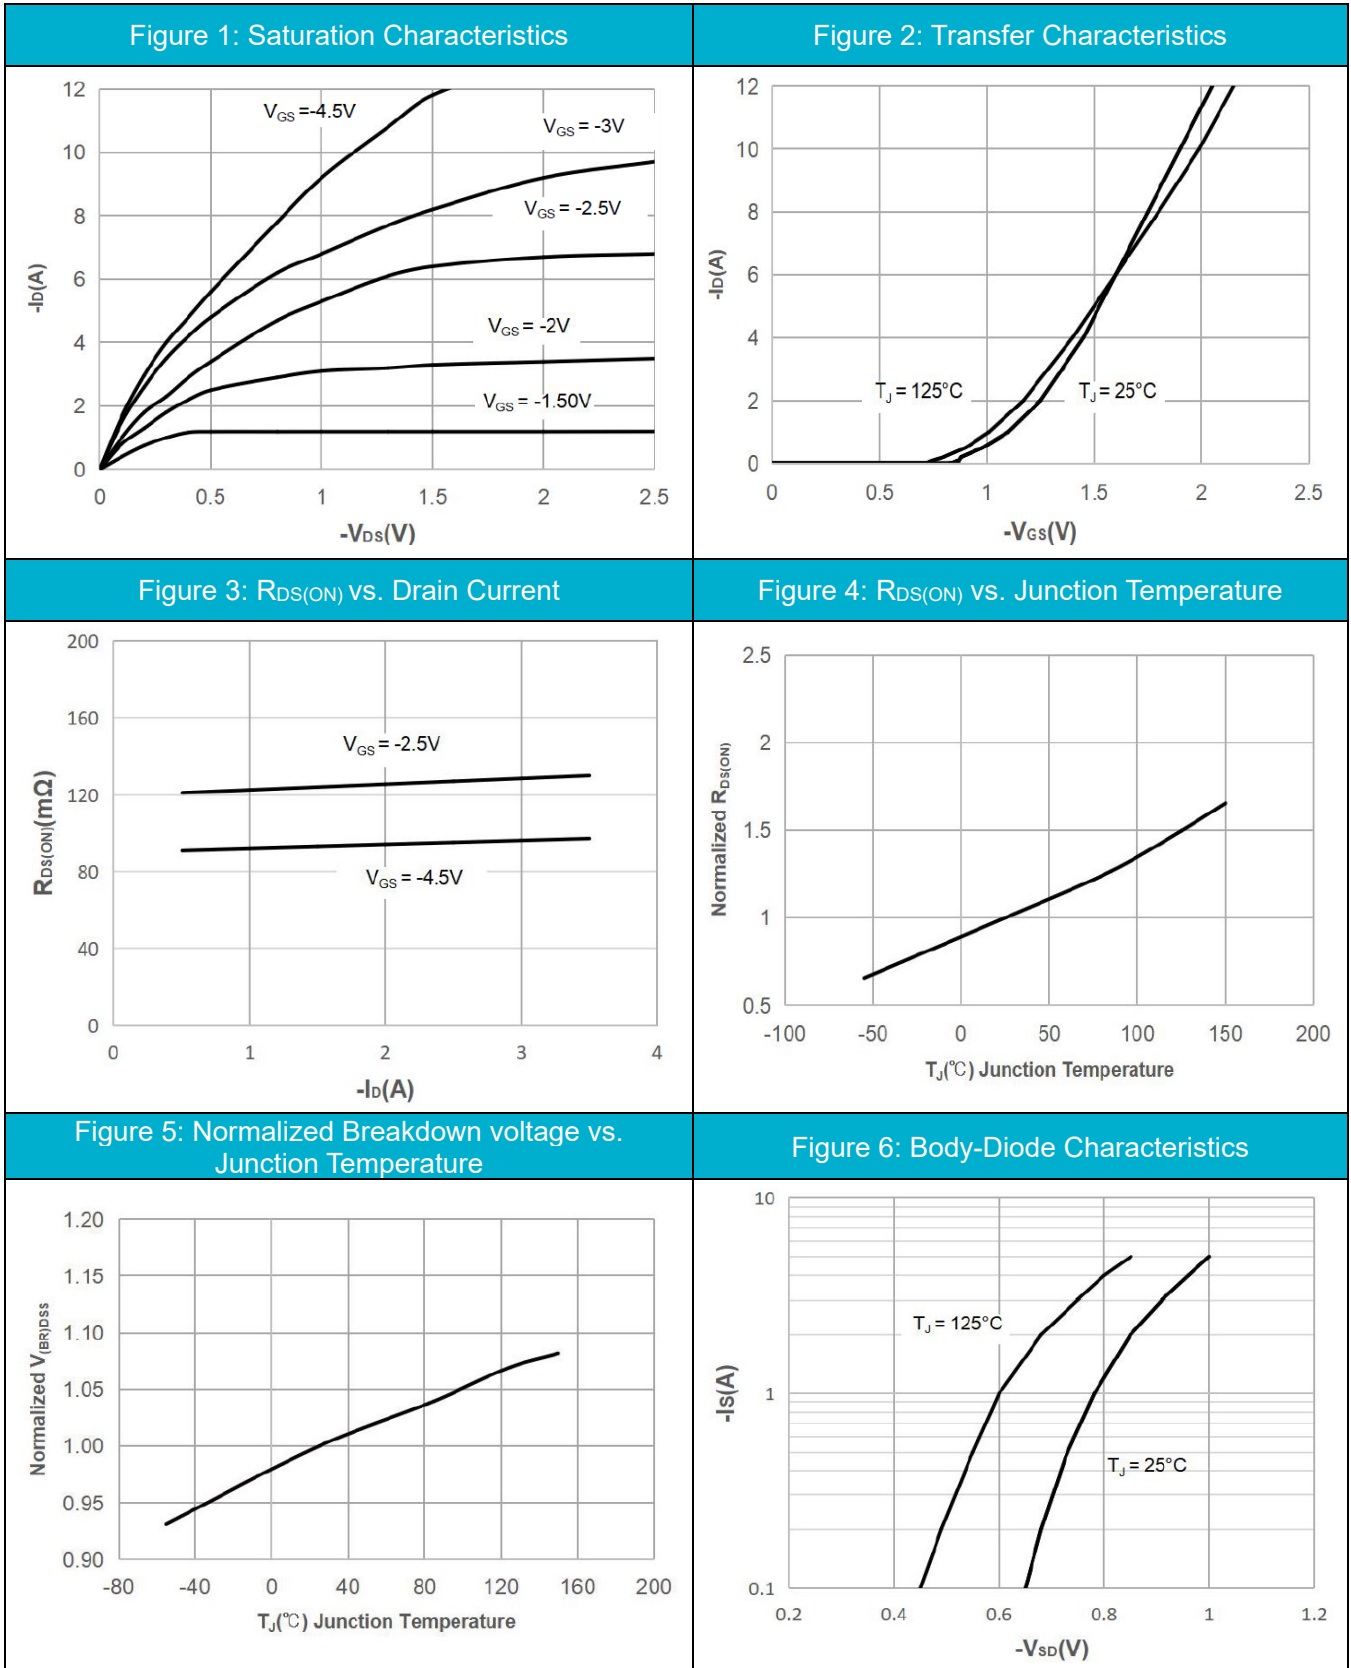 Figure 1: Saturation Characteristics
Figure 2: Transfer Characteristics
12
10
8
6
4
2
0
-ID(A)
VGS =-4.5V
VGS = -3V
VGS = -2.5V
VGS = -2V
VGS = -1.50V
0 0.5 1 1.5 2 2.5
-VDS(V)
12
10
8
6
4
2
0
-ID(A)
TJ = 125°C
TJ = 25°C
0 0.5 1 1.5 2 2.5
-VGS(V)
Figure 3: RDS(ON) vs. Drain Current
Figure 4: RDS(ON) vs. Junction Temperature
200
160
120
80
40
0
RDS(ON)(mΩ)
VGS = -2.5V
VGS = -4.5V
0 1 2 3 4
-ID(A)
2.5
2
1.5
1
0.5
Normalized RDS(ON)
-100 -50 0 50 100 150 200
TJ(℃) Junction Temperature
Figure 5: Normalized Breakdown voltage vs.
Junction Temperature
Figure 6: Body-Diode Characteristics
1.20
1.15
1.10
1.05
1.00
0.95
0.90
Normalized V(BR)DSS
-80 -40 0 40 80 120 160 200
TJ(℃) Junction Temperature
10
1
0.1
-IS(A)
TJ = 125°C
TJ = 25°C
0.2 0.4 0.6 0.8 1 1.2
-VSD(V)